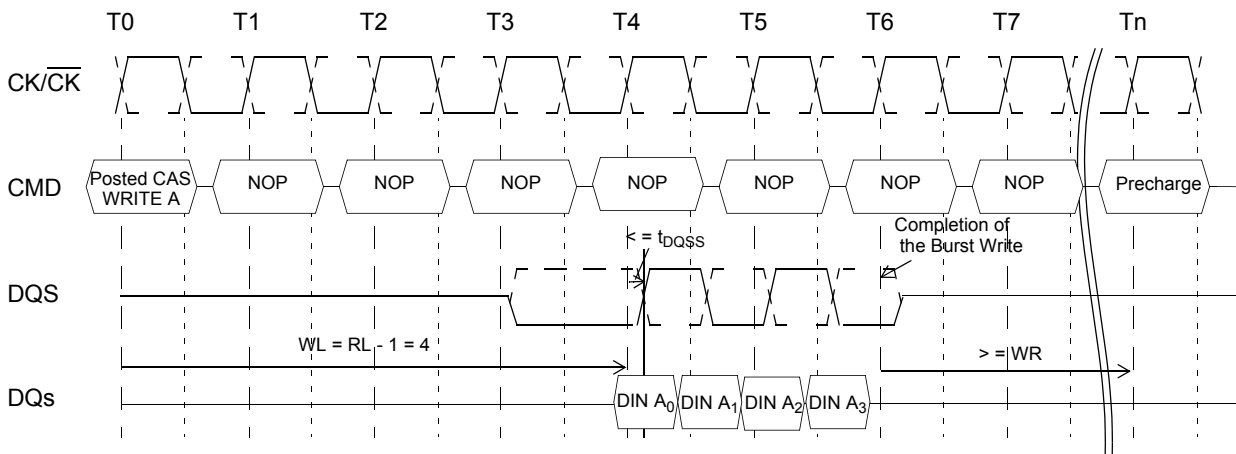 T0 T1 T2 T3 T4 T5 T6 T7 Tn
CK/CK
CMD
Posted CAS
WRITE A
NOP NOP NOP NOP NOP NOP NOP Precharge
< = tDQSS
Completion of
the Burst Write
DQS
WL = RL - 1 = 4
> = WR
DQs
DIN A0 DIN A1 DIN A2 DIN A3